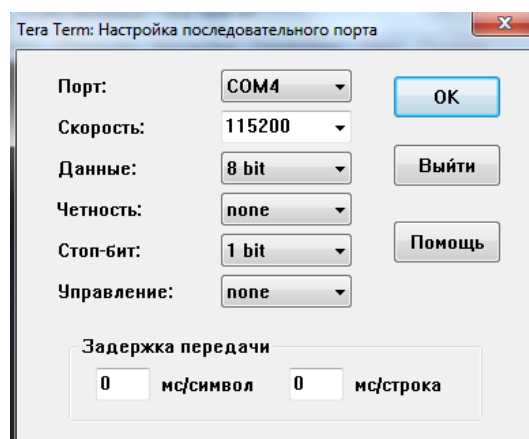 Tera Term: Настройка последовательного порта
Порт: COM4
OK
Скорость: 115200
Данные: 8 bit
Выйти
Четность: none
Стоп-бит: 1 bit
Помощь
Управление: none
Задержка передачи
0 мс/символ 0 мс/строка